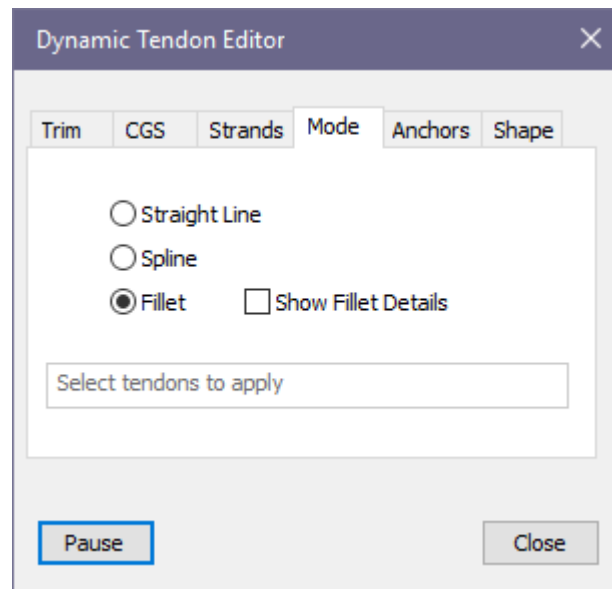 Dynamic Tendon Editor
Trim CGS Strands Mode Anchors Shape
Straight Line
Spline
Fillet Show Fillet Details
Select tendons to apply
Pause Close